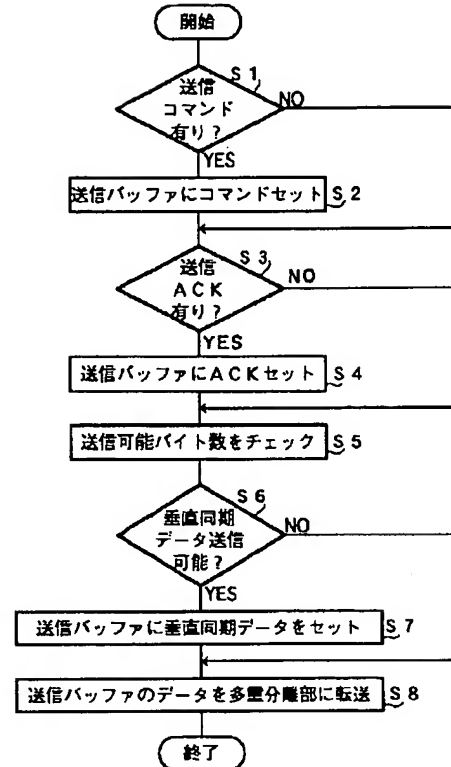 開始
S1
送信
コマンド
有り？
NO
YES
送信バッファにコマンドセット S2
S3
送信
ACK
有り？
NO
YES
送信バッファにACKセット S4
送信可能バイト数をチェック S5
S6
垂直同期
データ送信
可能？
NO
YES
送信バッファに垂直同期データをセット S7
送信バッファのデータを多重分離部に転送 S8
終了